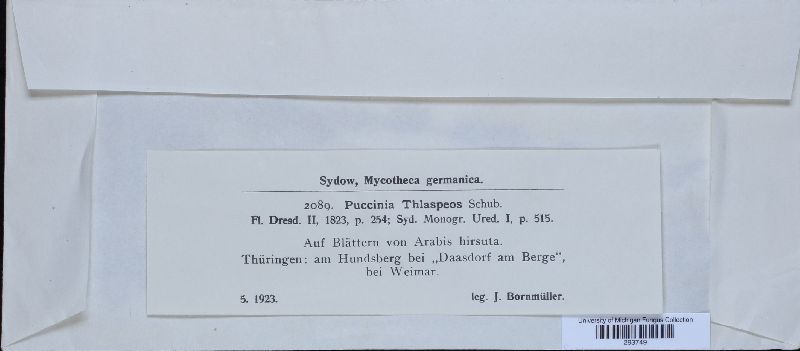 Sydow, Mycotheca germanica.
2089. Puccinia Thlaspeos Schub.
Fl. Dresd. II, 1823, p. 254; Syd. Monogr. Ured. I, p. 515.
Auf Blättern von Arabis hirsuta.
Thüringen: am Hundsberg bei „Daasdorf am Berge“,
bei Weimar.
5. 1923. leg. J. Bornmüller.
University of Michigan Fungus Collection
293749